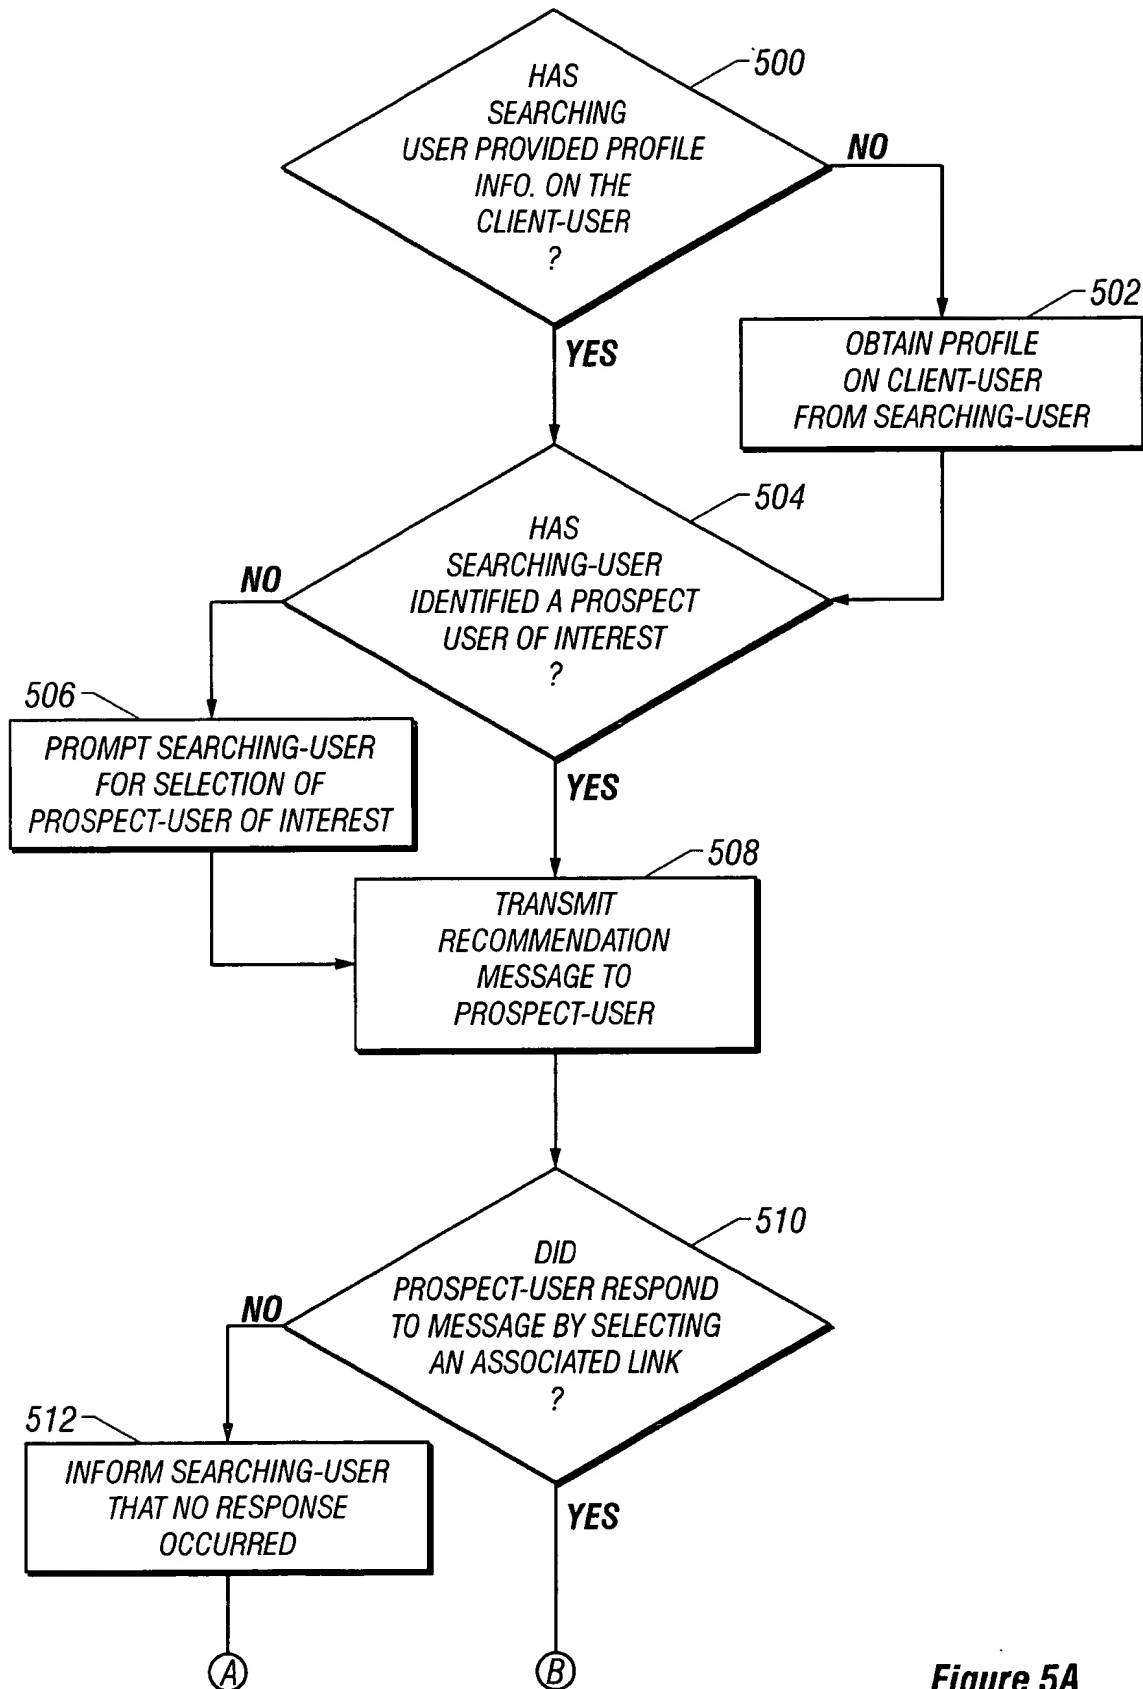 500
HAS
SEARCHING
USER PROVIDED PROFILE
INFO. ON THE
CLIENT-USER
?
NO
502
OBTAIN PROFILE
ON CLIENT-USER
FROM SEARCHING-USER
YES
504
HAS
SEARCHING-USER
IDENTIFIED A PROSPECT
USER OF INTEREST
?
NO
506
PROMPT SEARCHING-USER
FOR SELECTION OF
PROSPECT-USER OF INTEREST
YES
508
TRANSMIT
RECOMMENDATION
MESSAGE TO
PROSPECT-USER
510
DID
PROSPECT-USER RESPOND
TO MESSAGE BY SELECTING
AN ASSOCIATED LINK
?
NO
512
INFORM SEARCHING-USER
THAT NO RESPONSE
OCCURRED
YES
A
B
Figure 5A